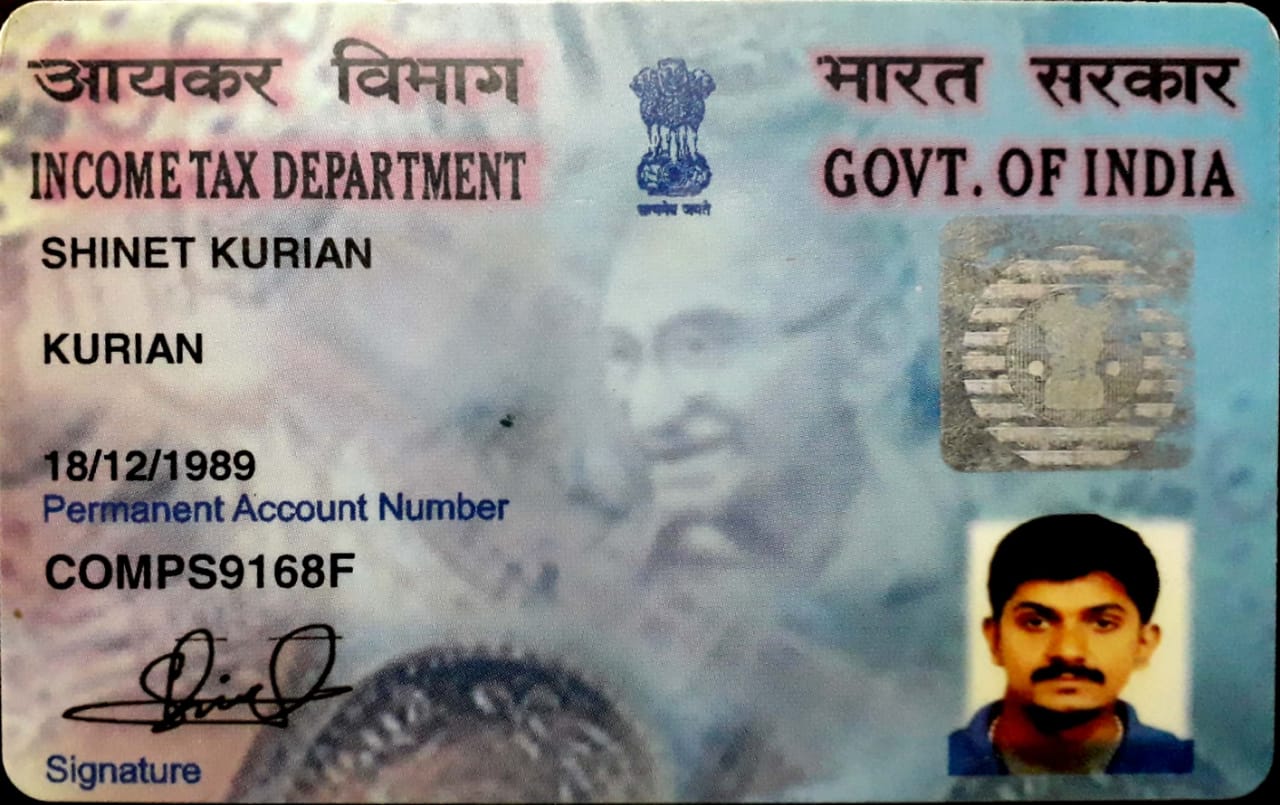 आयकर विभाग
INCOME TAX DEPARTMENT
भारत सरकार
GOVT. OF INDIA
सत्यमेव जयते
SHINET KURIAN
KURIAN
18/12/1989
Permanent Account Number
COMPS9168F
Signature